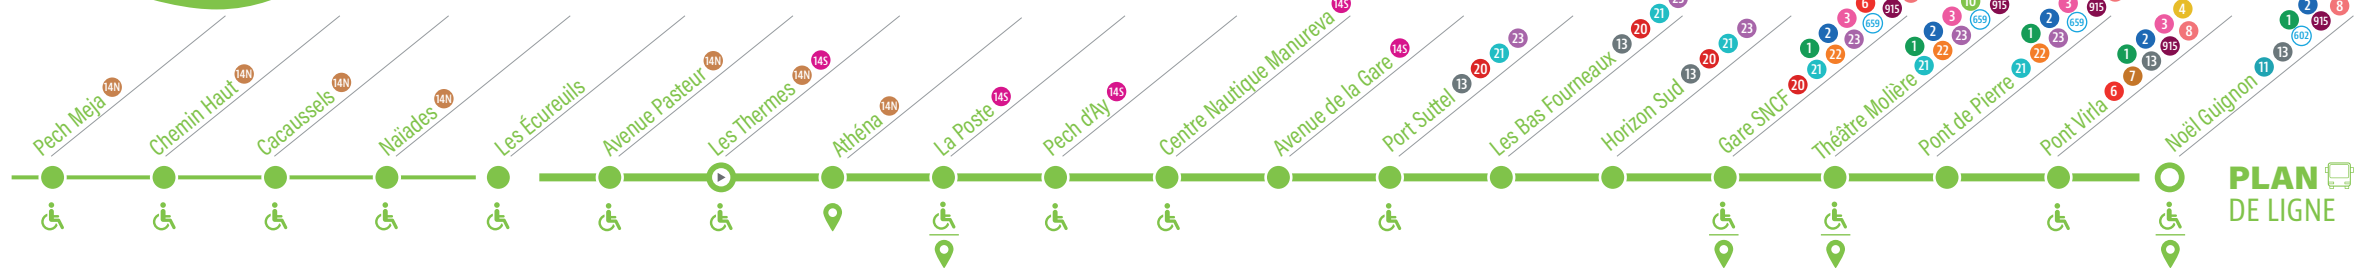 Pech Meja 14N
Chemin Haut 14N
Cacaussels 14N
Naïades 14N
Les Écureuils
Avenue Pasteur 14N
Les Thermes 14N 14S
Athéna 14N
La Poste 14S
Pech d'Ay 14S
Centre Nautique Manureva 14S
Avenue de la Gare 14S
Port Suttel 13 20 21 23
Les Bas Fourneaux 13 20 21 23
Horizon Sud 13 20 21 23
Gare SNCF 20 21 22 23 1 2 3 6 659 915
Théâtre Molière 21 22 23 1 2 3 10 659 915
Pont de Pierre 21 22 23 1 2 3 659 915
Pont Virla 6 7 13 915 8 1 2 3 4
Noël Guignon 11 13 602 915 8 1 2
PLAN
DE LIGNE